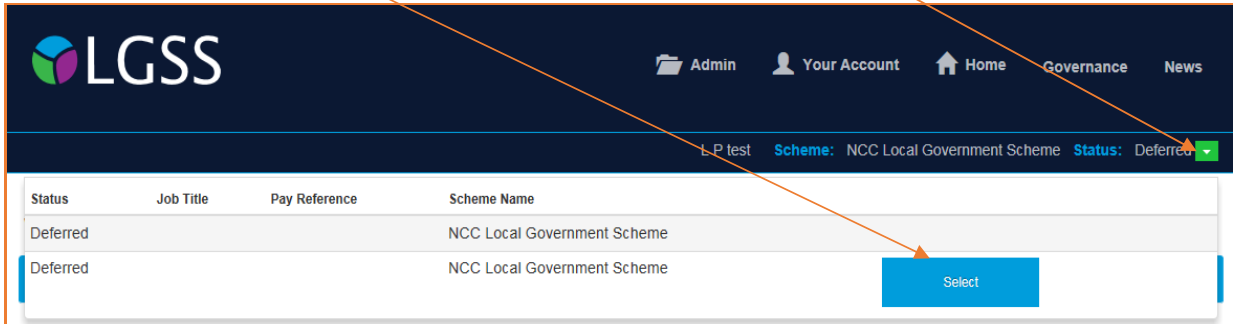 LGSS
Admin Your Account Home Governance News
L P test Scheme: NCC Local Government Scheme Status: Deferred
Status Job Title Pay Reference Scheme Name
Deferred NCC Local Government Scheme
Deferred NCC Local Government Scheme
Select